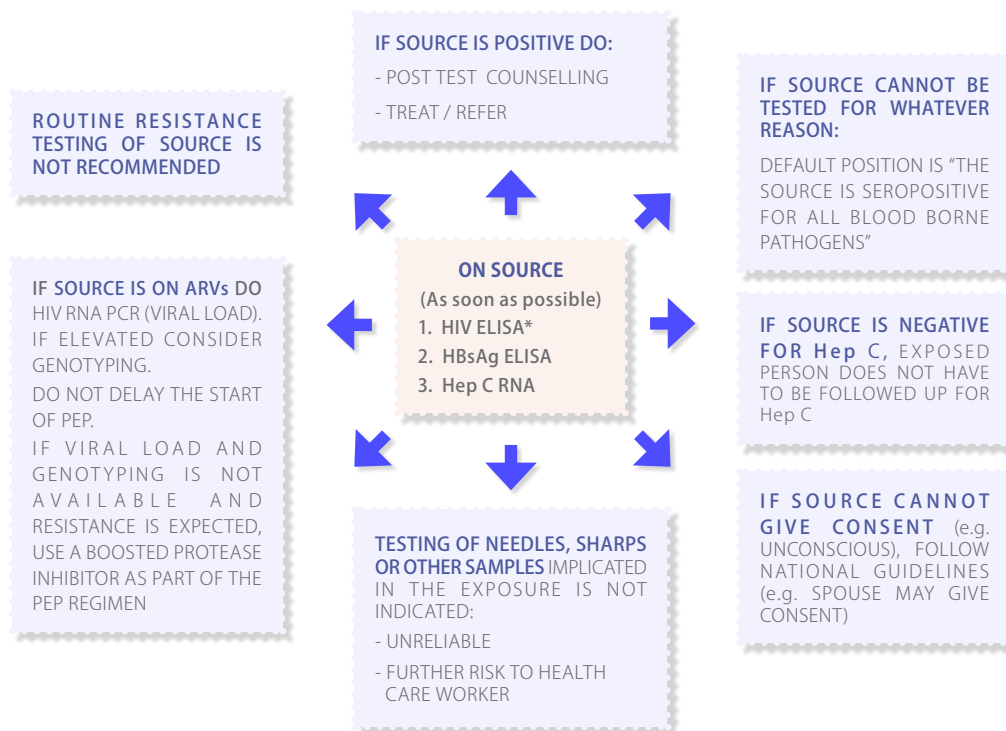 IF SOURCE IS POSITIVE DO:
- POST TEST COUNSELLING
- TREAT / REFER
ROUTINE RESISTANCE
TESTING OF SOURCE IS
NOT RECOMMENDED
IF SOURCE CANNOT BE
TESTED FOR WHATEVER
REASON:
DEFAULT POSITION IS “THE
SOURCE IS SEROPOSITIVE
FOR ALL BLOOD BORNE
PATHOGENS”
IF SOURCE IS ON ARVs DO
HIV RNA PCR (VIRAL LOAD).
IF ELEVATED CONSIDER
GENOTYPING.
DO NOT DELAY THE START
OF PEP.
IF VIRAL LOAD AND
GENOTYPING IS NOT
AVAILABLE AND
RESISTANCE IS EXPECTED,
USE A BOOSTED PROTEASE
INHIBITOR AS PART OF THE
PEP REGIMEN
ON SOURCE
(As soon as possible)
1. HIV ELISA*
2. HBsAg ELISA
3. Hep C RNA
IF SOURCE IS NEGATIVE
FOR Hep C, EXPOSED
PERSON DOES NOT HAVE
TO BE FOLLOWED UP FOR
Hep C
TESTING OF NEEDLES, SHARPS
OR OTHER SAMPLES IMPLICATED
IN THE EXPOSURE IS NOT
INDICATED:
- UNRELIABLE
- FURTHER RISK TO HEALTH
CARE WORKER
IF SOURCE CANNOT
GIVE CONSENT (e.g.
UNCONSCIOUS), FOLLOW
NATIONAL GUIDELINES
(e.g. SPOUSE MAY GIVE
CONSENT)